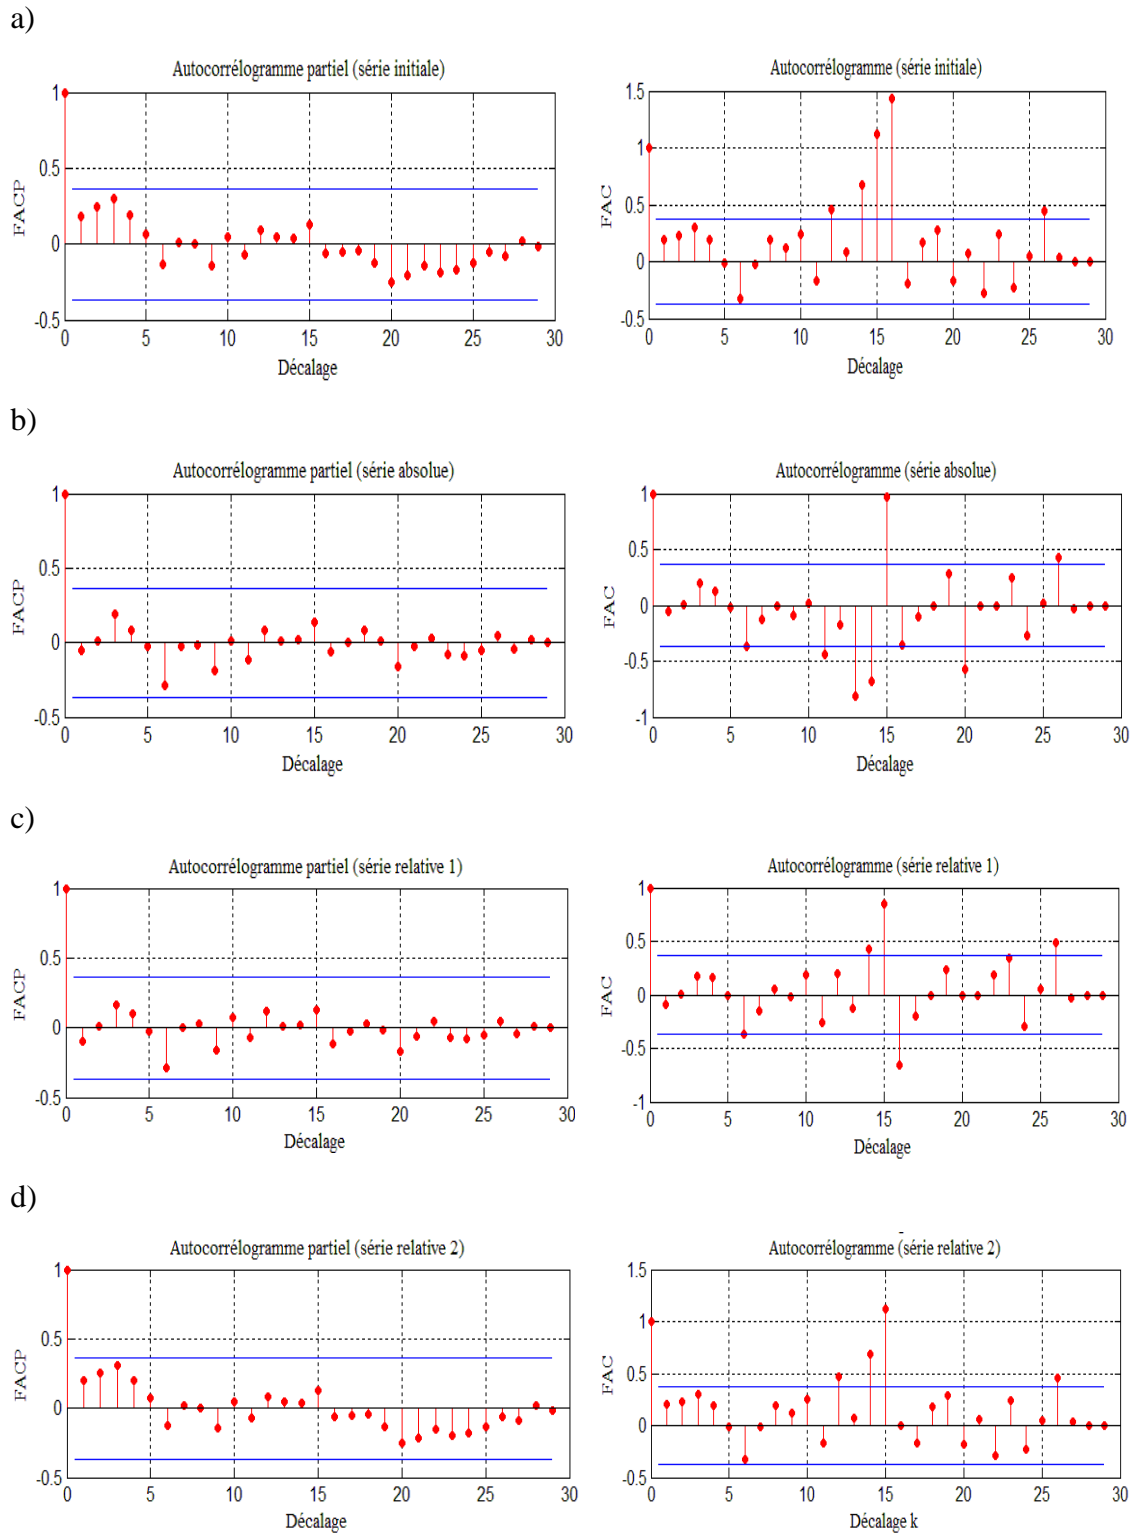 a)
Autocorrélogramme partiel (série initiale)
1
0.5
0
-0.5
FACP
0 5 10 15 20 25 30
Décalage
Autocorrélogramme (série initiale)
1.5
1
0.5
0
-0.5
FAC
0 5 10 15 20 25 30
Décalage
b)
Autocorrélogramme partiel (série absolue)
1
0.5
0
-0.5
FACP
0 5 10 15 20 25 30
Décalage
Autocorrélogramme (série absolue)
1
0.5
0
-0.5
-1
FAC
0 5 10 15 20 25 30
Décalage
c)
Autocorrélogramme partiel (série relative 1)
1
0.5
0
-0.5
FACP
0 5 10 15 20 25 30
Décalage
Autocorrélogramme (série relative 1)
1
0.5
0
-0.5
-1
FAC
0 5 10 15 20 25 30
Décalage
d)
Autocorrélogramme partiel (série relative 2)
1
0.5
0
-0.5
FACP
0 5 10 15 20 25 30
Décalage
Autocorrélogramme (série relative 2)
1.5
1
0.5
0
-0.5
FAC
0 5 10 15 20 25 30
Décalage k